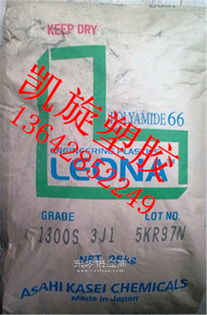 KEEP DRY
POLYAMIDE 66
ENGINEERING PLASTICS
LEONA
凯旋塑胶
GRADE LOT NO.
1300S 3J1 5KR97N
NET. 25kg
ASAHI KASEI CHEMICALS
Made in Japan